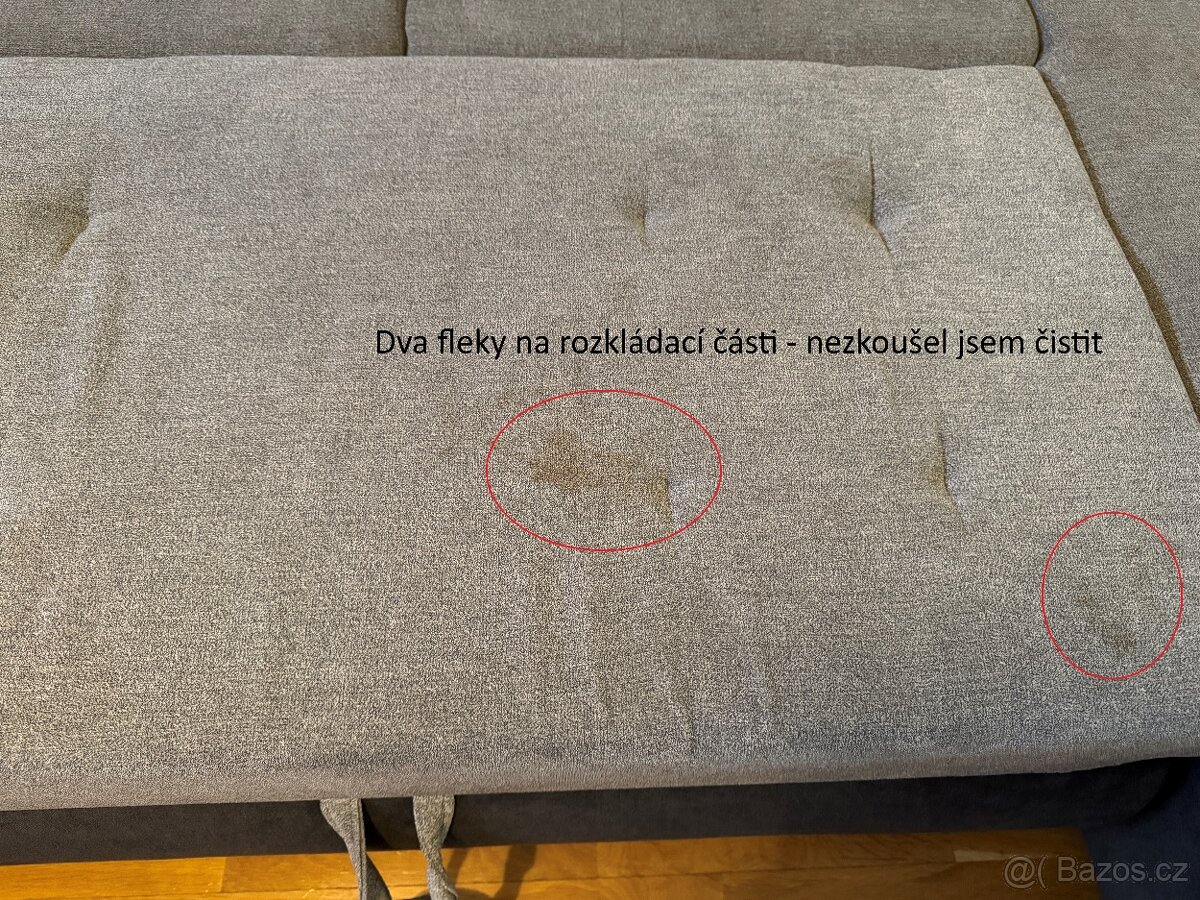 Dva fleky na rozkládací části - nezkoušel jsem čistit
@( Bazos.cz